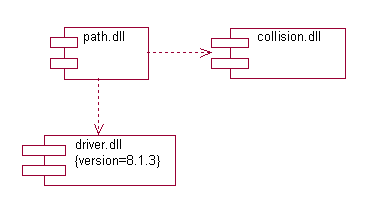 path.dll
collision.dll
driver.dll
{version=8.1.3}